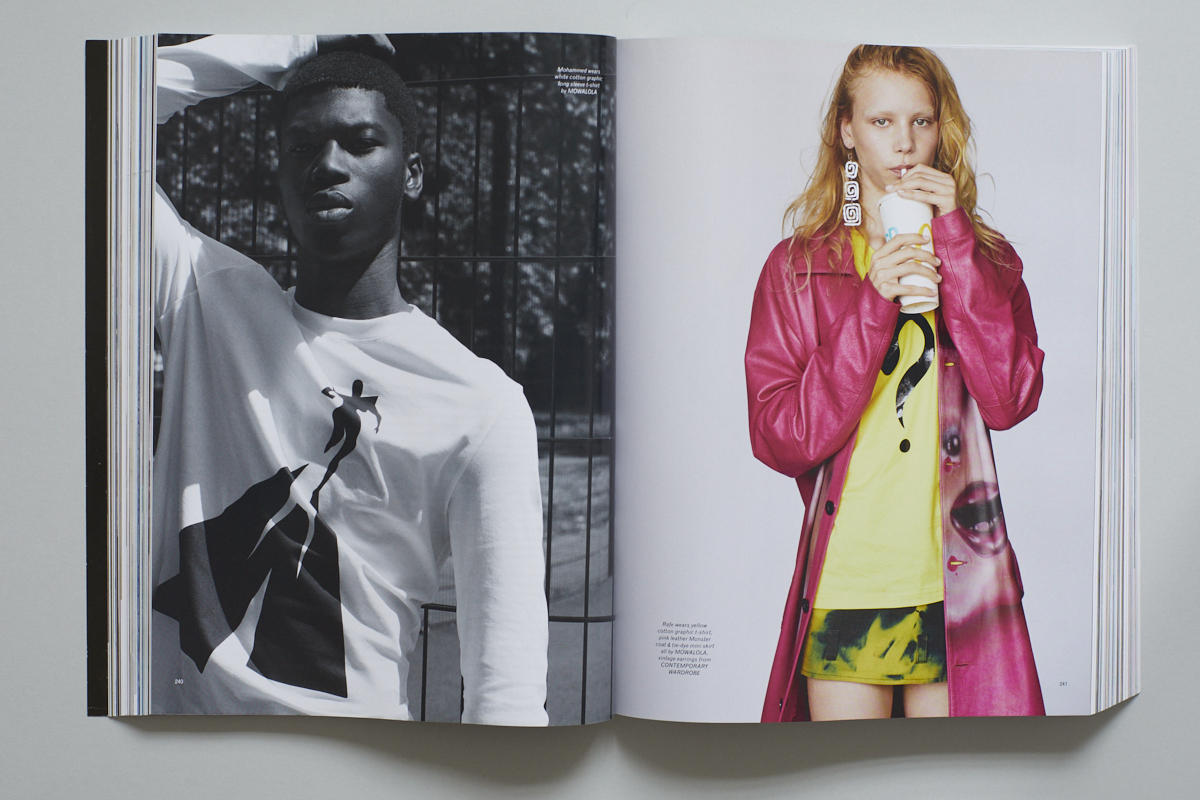 Mohammed wears
white cotton graphic
long sleeve t-shirt
by MOWALOLA
240
Rafe wears yellow
cotton graphic t-shirt,
pink leather Monster
coat & tie-dye mini skirt
all by MOWALOLA,
vintage earrings from
CONTEMPORARY
WARDROBE
241
?